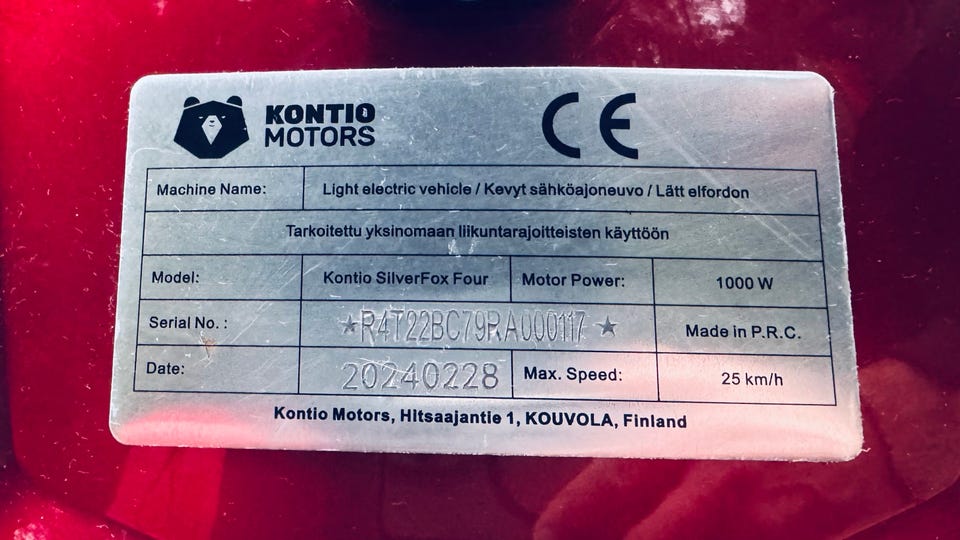 KONTIO
MOTORS
CE
Machine Name: Light electric vehicle / Kevyt sähköajoneuvo / Lätt elfordon
Tarkoitettu yksinomaan liikuntarajoitteisten käyttöön
Model: Kontio SilverFox Four Motor Power: 1000 W
Serial No. : ★R4T22BC79RA000117★ Made in P.R.C.
Date: 20240228 Max. Speed: 25 km/h
Kontio Motors, Hitsaajantie 1, KOUVOLA, Finland